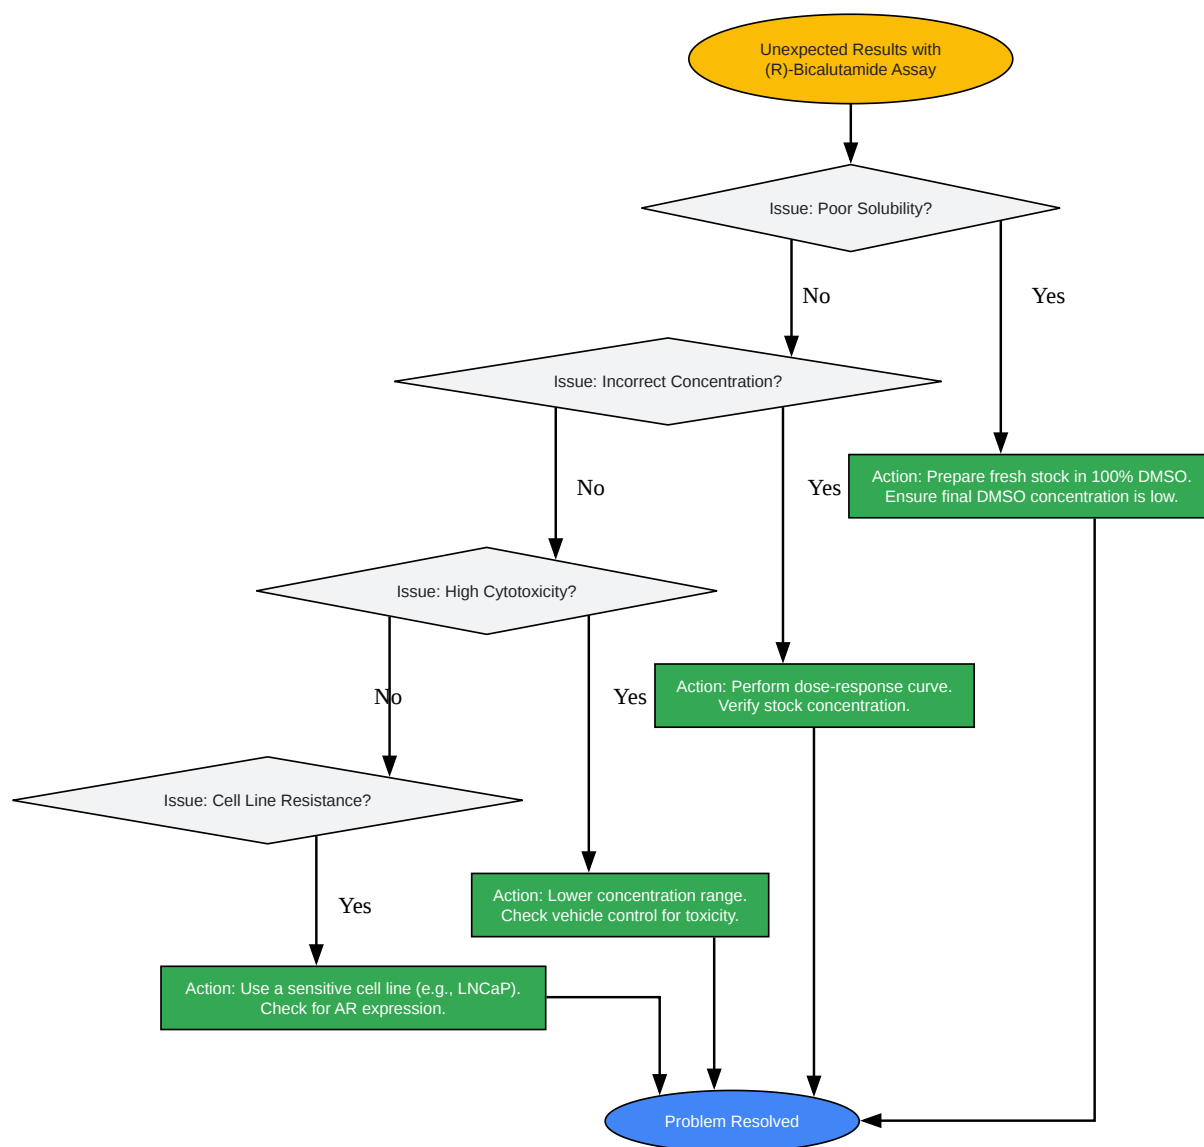 Unexpected Results with
(R)-Bicalutamide Assay
Issue: Poor Solubility?
No
Yes
Issue: Incorrect Concentration?
Action: Prepare fresh stock in 100% DMSO.
Ensure final DMSO concentration is low.
No
Yes
Issue: High Cytotoxicity?
Action: Perform dose-response curve.
Verify stock concentration.
No
Yes
Issue: Cell Line Resistance?
Action: Lower concentration range.
Check vehicle control for toxicity.
Yes
Action: Use a sensitive cell line (e.g., LNCaP).
Check for AR expression.
Problem Resolved